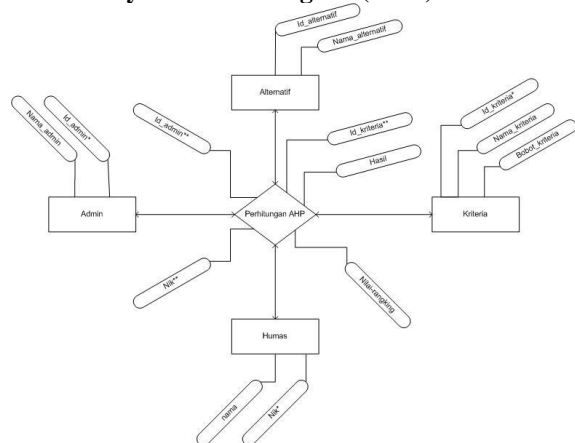 Id_alternatif
Nama_alternatif
Alternatif
Nama_admin
Id_admin*
Id_admin**
Id_kriteria**
Hasil
Id_kriteria*
Nama_kriteria
Bobot_kriteria
Admin
Perhitungan AHP
Kriteria
Nik**
Nilai-rangking
Humas
nama
Nik*